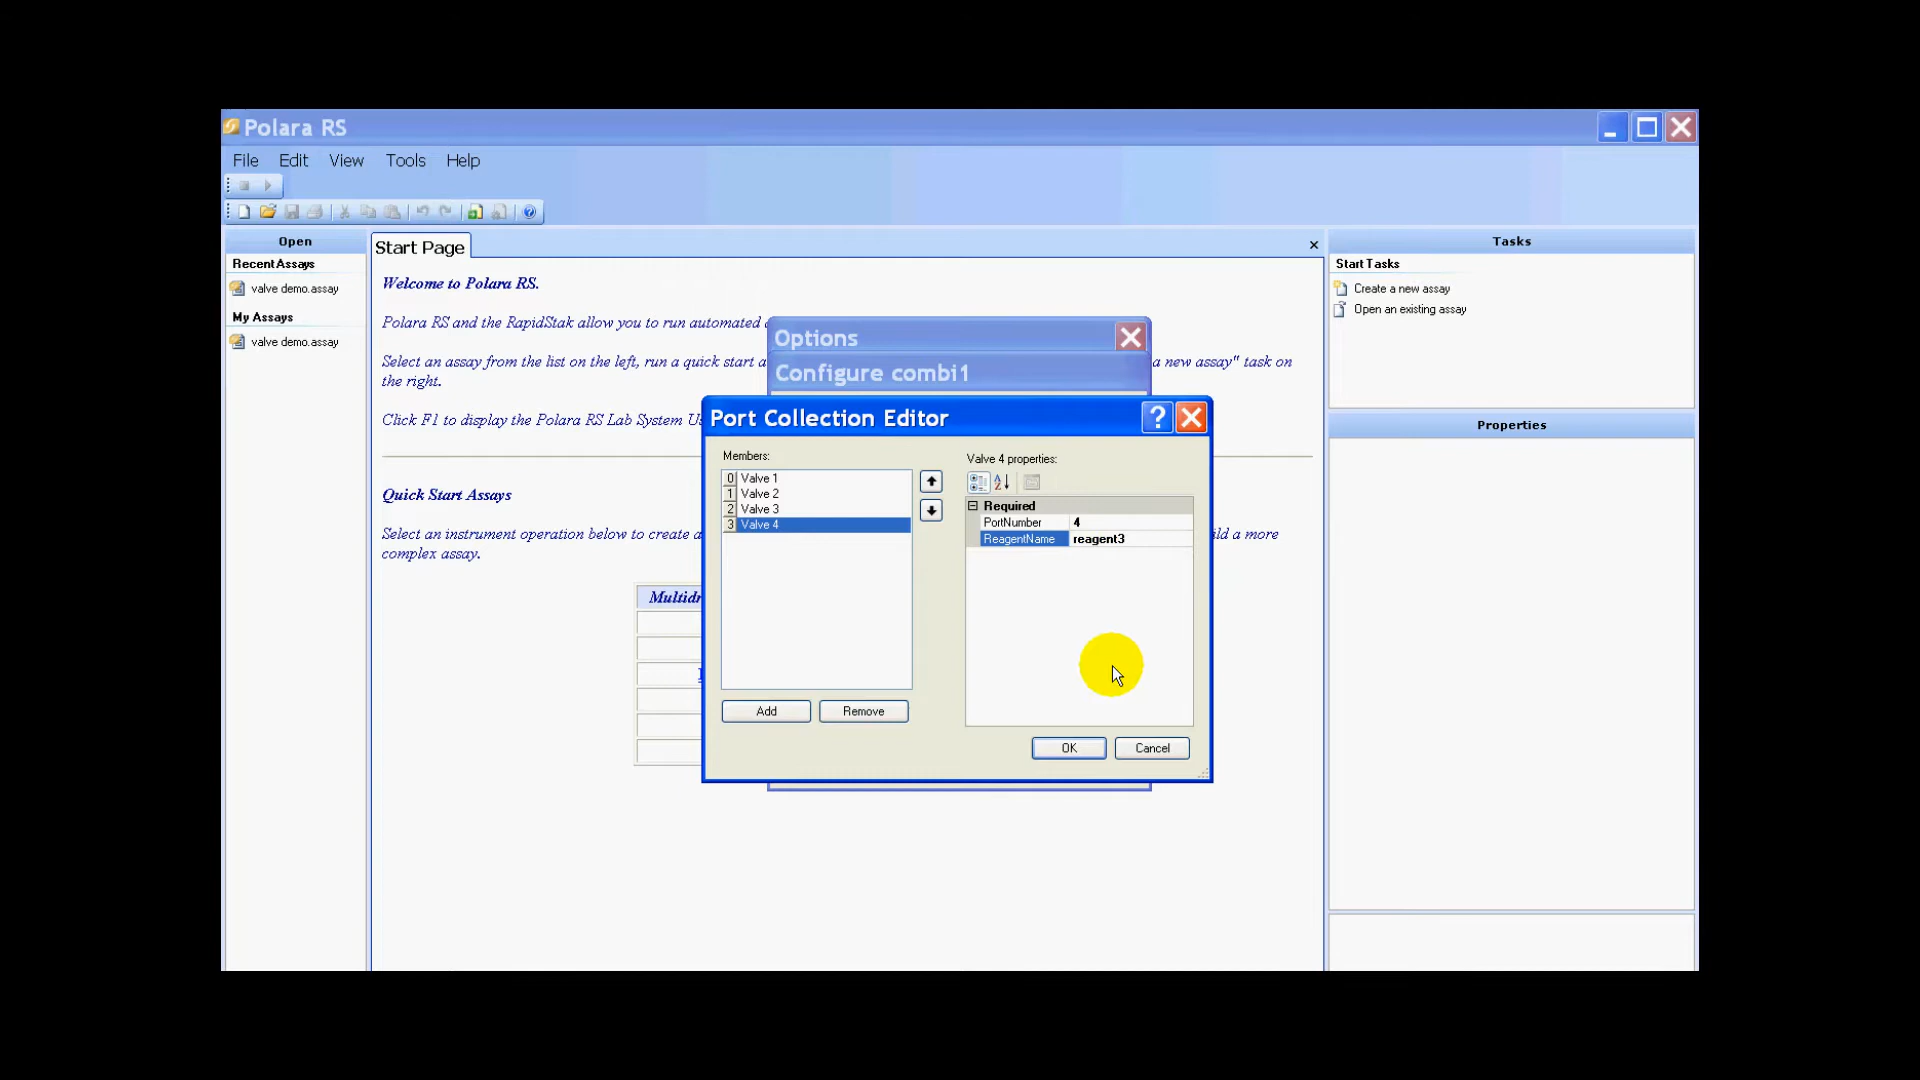 Polara RS
File Edit View Tools Help
Open
Recent Assays
valve demo.assay
My Assays
valve demo.assay
Start Page
Welcome to Polara RS.
Polara RS and the RapidStak allow you to run automated
Select an assay from the list on the left, run a quick start a
a new assay" task on
the right.
Click F1 to display the Polara RS Lab System
Quick Start Assays
Select an instrument operation below to create a
ild a more
complex assay.
Options
Configure combi1
Port Collection Editor
Members:
0 Valve 1
1 Valve 2
2 Valve 3
3 Valve 4
Add Remove
Valve 4 properties:
Required
PortNumber 4
ReagentName reagent3
OK Cancel
Tasks
Start Tasks
Create a new assay
Open an existing assay
Properties